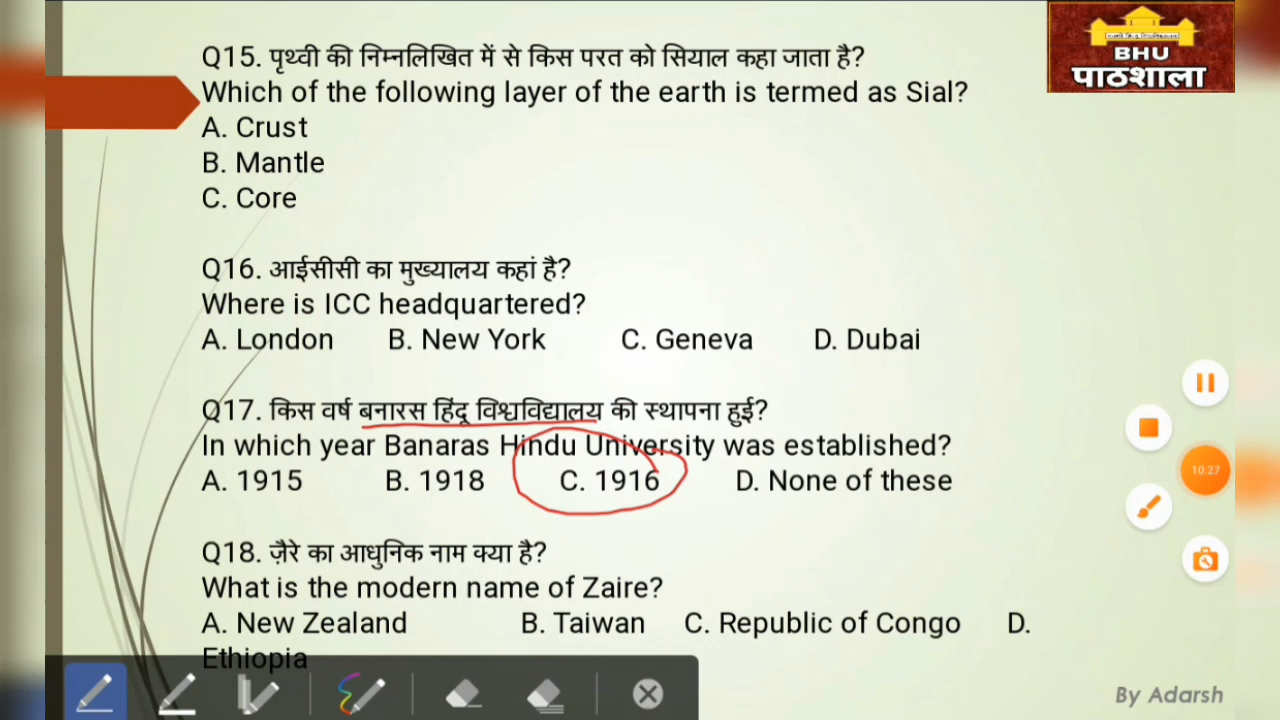 BHU
पाठशाला
Q15. पृथ्वी की निम्नलिखित में से किस परत को सियाल कहा जाता है?
Which of the following layer of the earth is termed as Sial?
A. Crust
B. Mantle
C. Core
Q16. आईसीसी का मुख्यालय कहां है?
Where is ICC headquartered?
A. London B. New York C. Geneva D. Dubai
Q17. किस वर्ष बनारस हिंदू विश्वविद्यालय की स्थापना हुई?
In which year Banaras Hindu University was established?
A. 1915 B. 1918 C. 1916 D. None of these
10:27
Q18. ज़ैरे का आधुनिक नाम क्या है?
What is the modern name of Zaire?
A. New Zealand B. Taiwan C. Republic of Congo D.
Ethiopia
By Adarsh